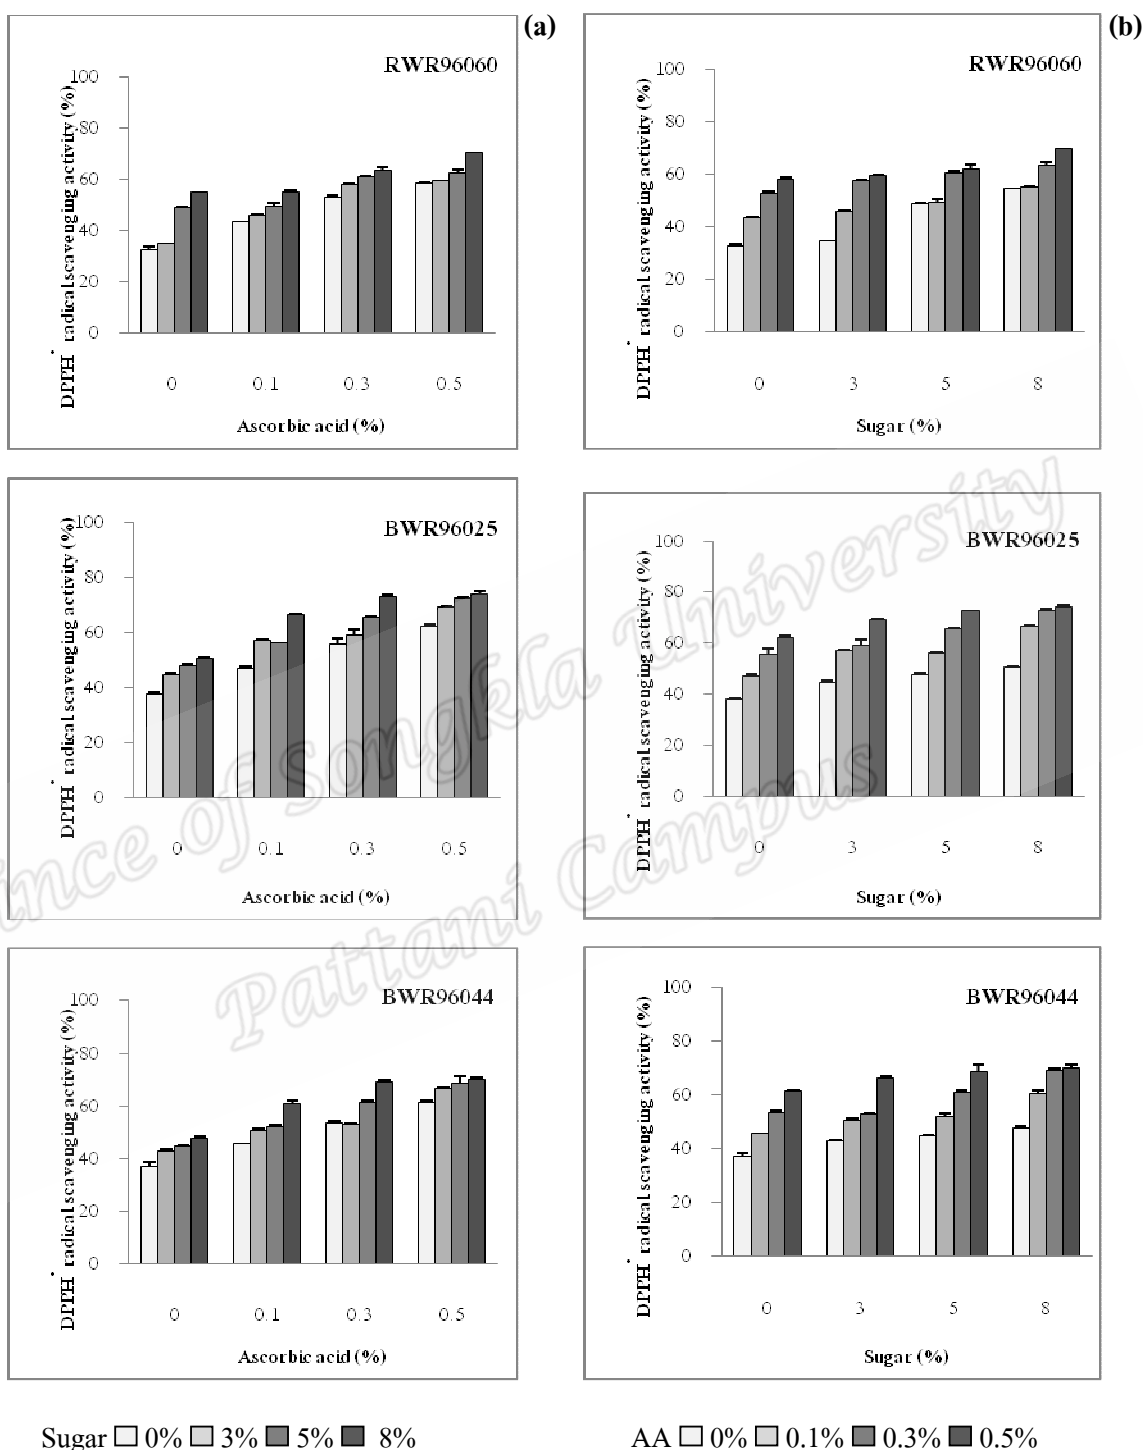 (a)
RWR96060
100
80
60
40
20
0
DPPH• radical scavenging activity (%)
0 0.1 0.3 0.5
Ascorbic acid (%)
(b)
RWR96060
100
80
60
40
20
0
DPPH• radical scavenging activity (%)
0 3 5 8
Sugar (%)
BWR96025
100
80
60
40
20
0
DPPH• radical scavenging activity (%)
0 0.1 0.3 0.5
Ascorbic acid (%)
BWR96025
100
80
60
40
20
0
DPPH• radical scavenging activity (%)
0 3 5 8
Sugar (%)
BWR96044
100
80
60
40
20
0
DPPH• radical scavenging activity (%)
0 0.1 0.3 0.5
Ascorbic acid (%)
BWR96044
100
80
60
40
20
0
DPPH• radical scavenging activity (%)
0 3 5 8
Sugar (%)
Sugar 0% 3% 5% 8%
AA 0% 0.1% 0.3% 0.5%
of Songkla University
Pattani Campus